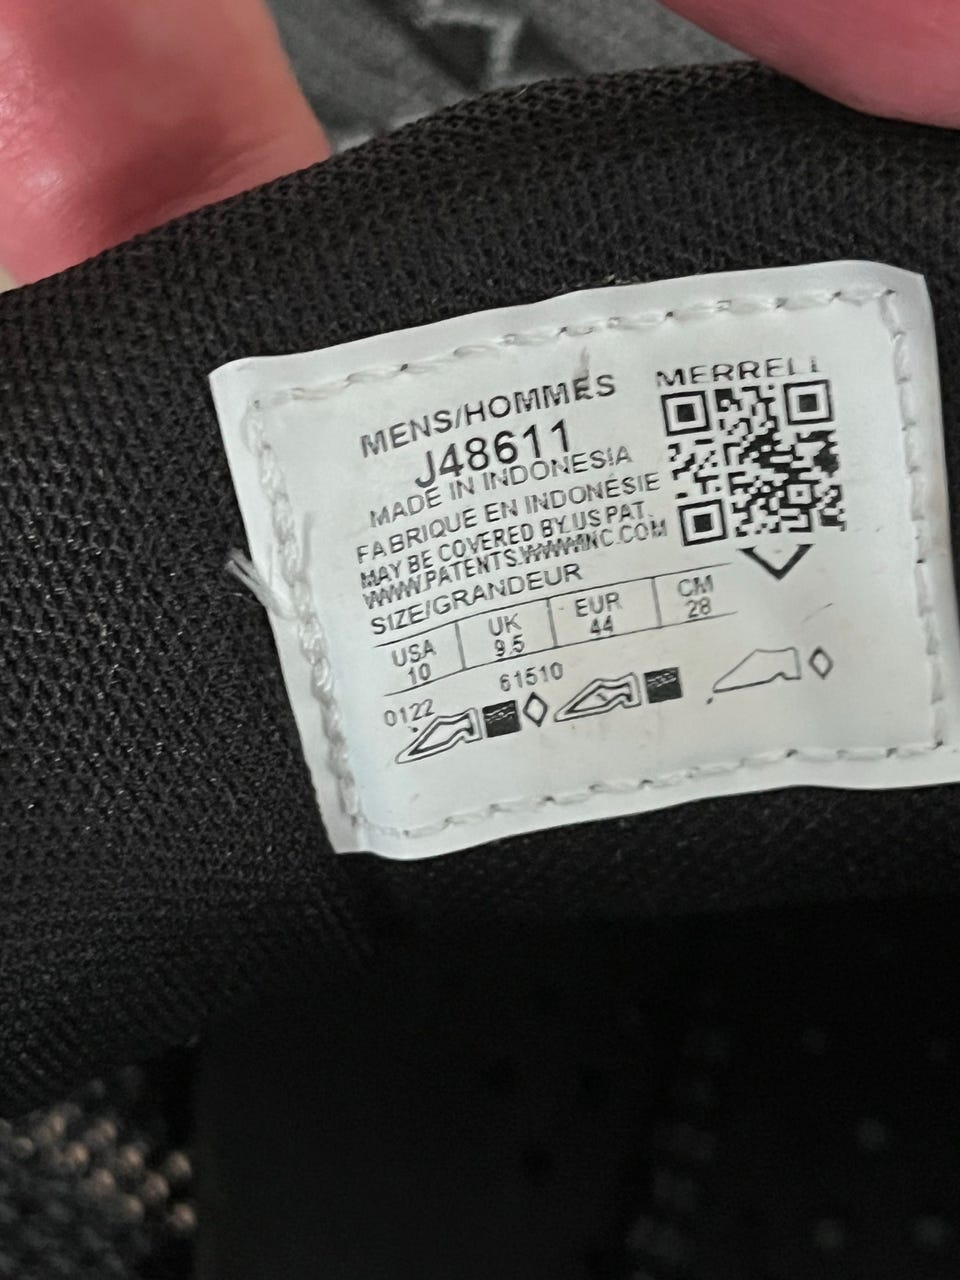 MENS/HOMMES
J48611
MADE IN INDONESIA
FABRIQUE EN INDONÉSIE
MAY BE COVERED BY US PAT.
WWW.PATENTS.WWWINC.COM
SIZE/GRANDEUR
USA UK EUR CM
10 9.5 44 28
0122 61510
MERRELL